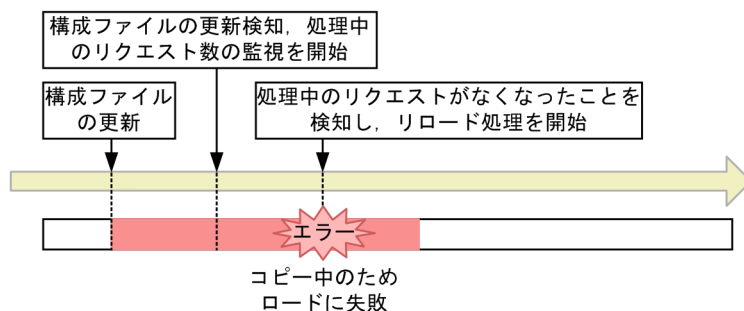 構成ファイルの更新検知，処理中
のリクエスト数の監視を開始
構成ファイル
の更新
処理中のリクエストがなくなったことを
検知し，リロード処理を開始
エラー
コピー中のため
ロードに失敗